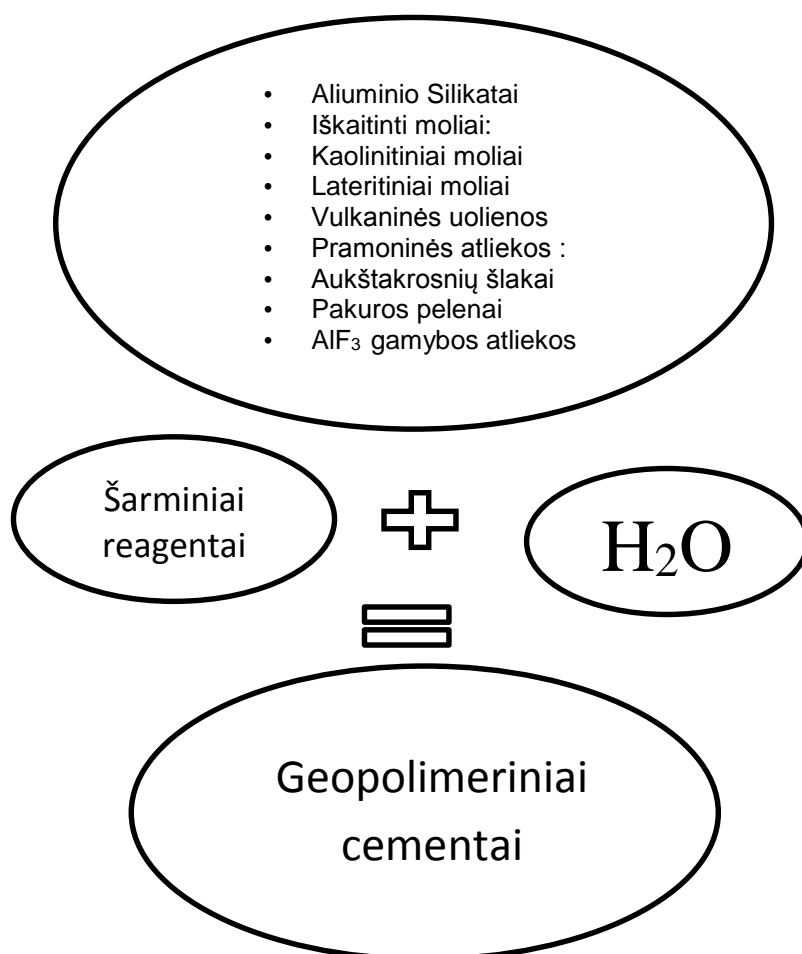 • Aliuminio Silikatai
• Iškaitinti moliai:
• Kaolinitiniai moliai
• Lateritiniai moliai
• Vulkaninės uolienos
• Pramoninės atliekos :
• Aukštakrosnių šlakai
• Pakuros pelenai
• AlF₃ gamybos atliekos
Šarminiai
reagentai
H₂O
Geopolimeriniai
cementai